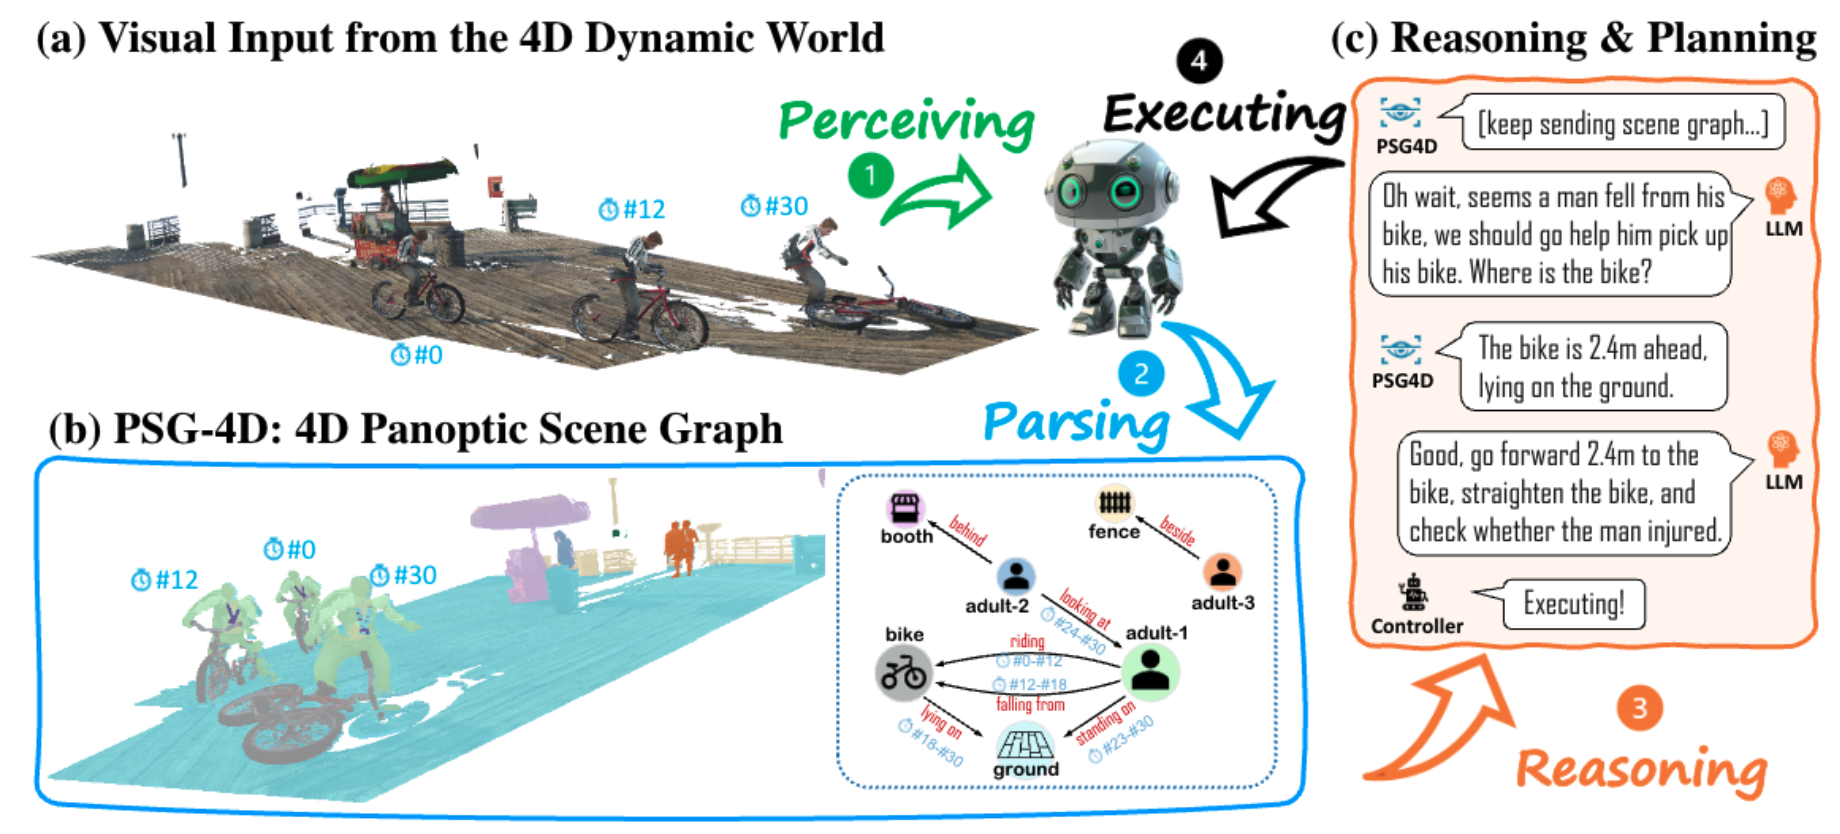 (a) Visual Input from the 4D Dynamic World
#0
#12
#30
Perceiving
1
4
Executing
2
Parsing
(b) PSG-4D: 4D Panoptic Scene Graph
#12
#0
#30
booth
behind
fence
beside
adult-2
adult-3
looking at
#24-#30
adult-1
bike
riding
#0-#12
#12-#18
falling from
lying on
#18-#30
standing on
#23-#30
ground
(c) Reasoning & Planning
PSG4D
[keep sending scene graph...]
Oh wait, seems a man fell from his
bike, we should go help him pick up
his bike. Where is the bike?
LLM
PSG4D
The bike is 2.4m ahead,
lying on the ground.
Good, go forward 2.4m to the
bike, straighten the bike, and
check whether the man injured.
LLM
Controller
Executing!
3
Reasoning